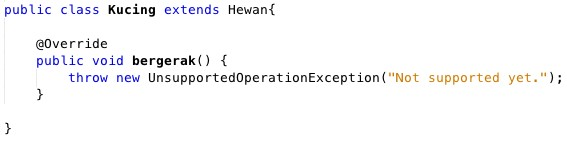 public class Kucing extends Hewan{
@Override
public void bergerak() {
throw new UnsupportedOperationException("Not supported yet.");
}
}